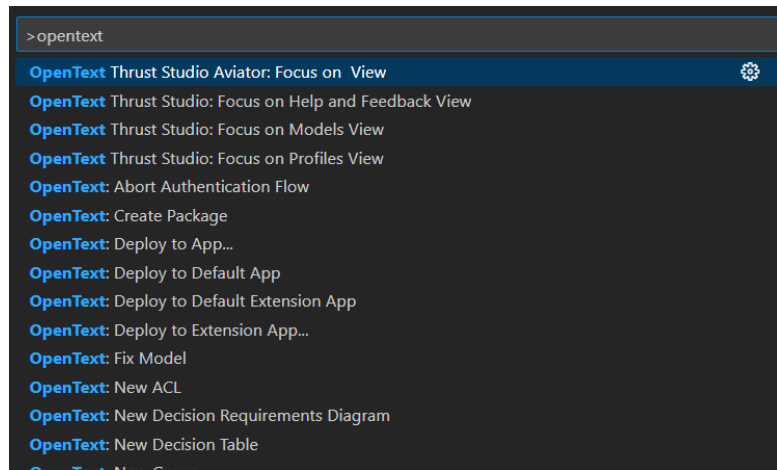 >opentext
OpenText Thrust Studio Aviator: Focus on  View
OpenText Thrust Studio: Focus on Help and Feedback View
OpenText Thrust Studio: Focus on Models View
OpenText Thrust Studio: Focus on Profiles View
OpenText: Abort Authentication Flow
OpenText: Create Package
OpenText: Deploy to App...
OpenText: Deploy to Default App
OpenText: Deploy to Default Extension App
OpenText: Deploy to Extension App...
OpenText: Fix Model
OpenText: New ACL
OpenText: New Decision Requirements Diagram
OpenText: New Decision Table